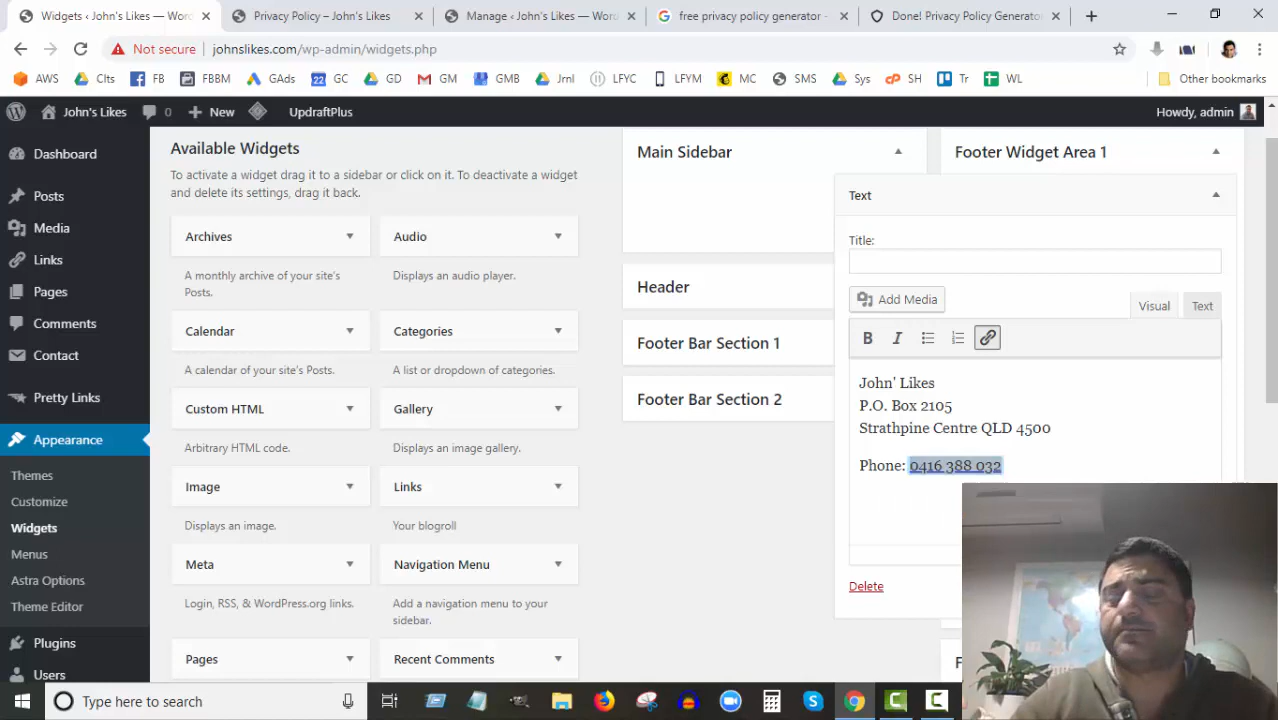 Widgets ‹ John's Likes — Word
Privacy Policy – John's Likes
Manage ‹ John's Likes — Word
free privacy policy generator -
Done! Privacy Policy Generator
Not secure
johnslikes.com/wp-admin/widgets.php
AWS
Clts
FB
FBBM
GAds
22
GC
GD
GM
GMB
Jrnl
LFYC
LFYM
MC
SMS
Sys
SH
Tr
WL
Other bookmarks
John's Likes
0
New
UpdraftPlus
Howdy, admin
Dashboard
Posts
Media
Links
Pages
Comments
Contact
Pretty Links
Appearance
Themes
Customize
Widgets
Menus
Astra Options
Theme Editor
Plugins
Users
Available Widgets
To activate a widget drag it to a sidebar or click on it. To deactivate a widget
and delete its settings, drag it back.
Archives
A monthly archive of your site's
Posts.
Audio
Displays an audio player.
Calendar
A calendar of your site's Posts.
Categories
A list or dropdown of categories.
Custom HTML
Arbitrary HTML code.
Gallery
Displays an image gallery.
Image
Displays an image.
Links
Your blogroll
Meta
Login, RSS, & WordPress.org links.
Navigation Menu
Add a navigation menu to your
sidebar.
Pages
Recent Comments
Main Sidebar
Header
Footer Bar Section 1
Footer Bar Section 2
Footer Widget Area 1
Text
Title:
Add Media
Visual
Text
B
I
John' Likes
P.O. Box 2105
Strathpine Centre QLD 4500
Phone: 0416 388 032
Delete
F
Type here to search